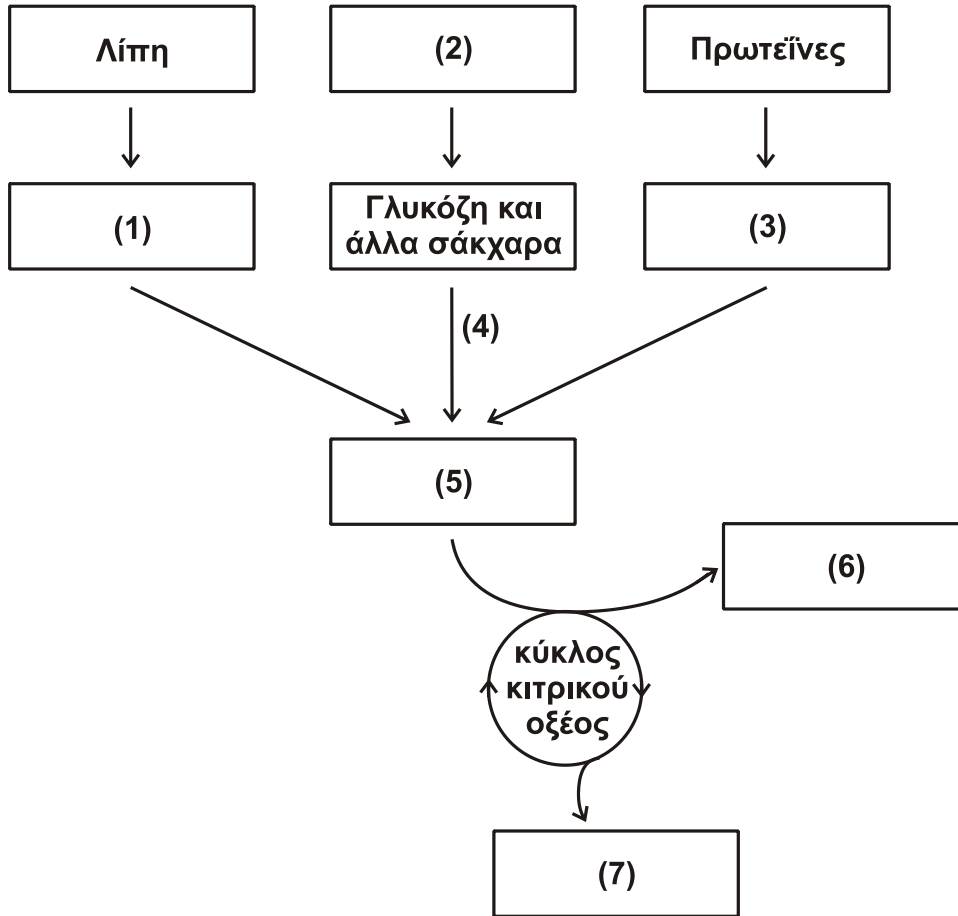 Λίπη
(2)
Πρωτεΐνες
(1)
Γλυκόζη και
άλλα σάκχαρα
(3)
(4)
(5)
(6)
κύκλος
κιτρικού
οξέος
(7)